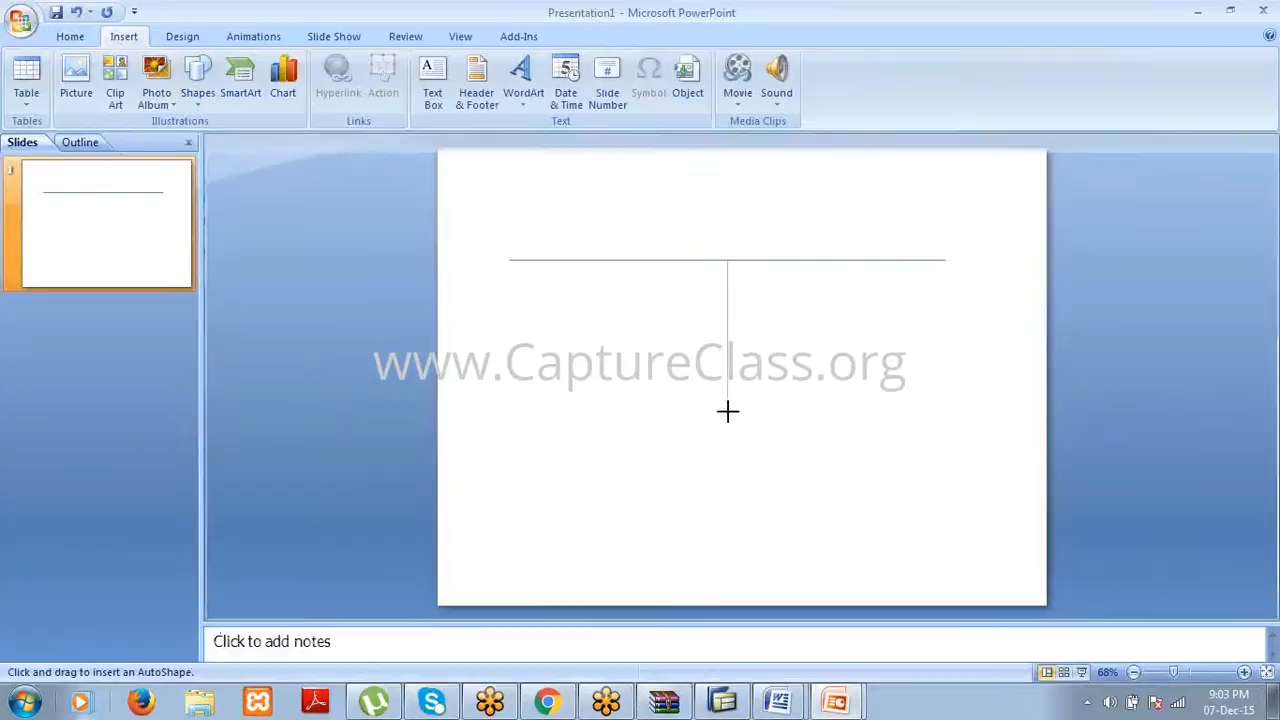 Presentation1 - Microsoft PowerPoint
Home Insert Design Animations Slide Show Review View Add-Ins
Table Picture Clip Art Photo Album Shapes SmartArt Chart Hyperlink Action Text Box Header & Footer WordArt Date & Time Slide Number Symbol Object Movie Sound
Tables Illustrations Links Text Media Clips
Slides Outline
1
www.CaptureClass.org
Click to add notes
Click and drag to insert an AutoShape. 68%
9:03 PM
07-Dec-15